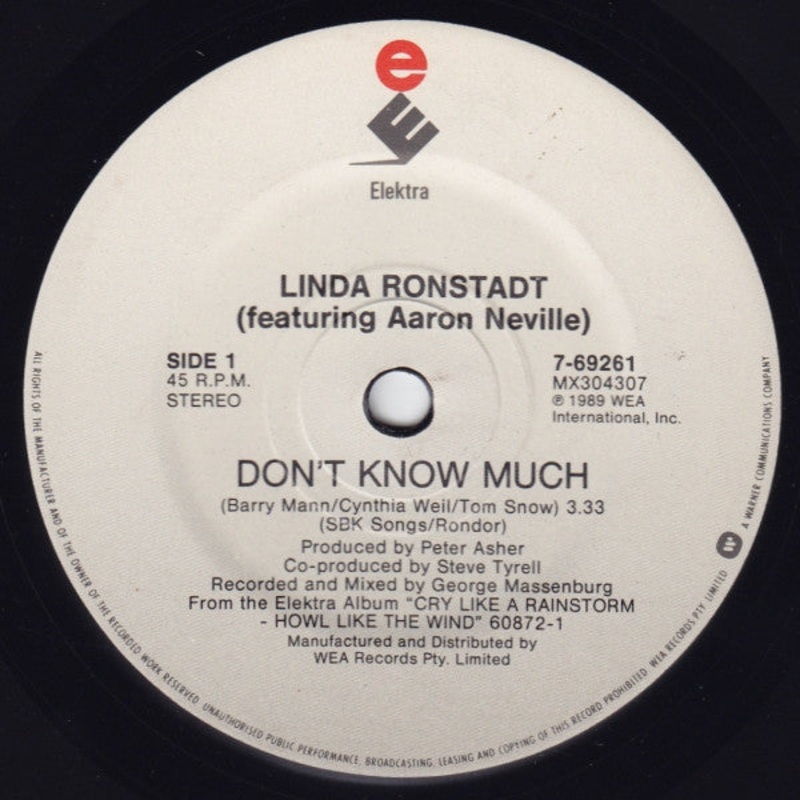 e
E
Elektra
LINDA RONSTADT
(featuring Aaron Neville)
SIDE 1
45 R.P.M.
STEREO
7-69261
MX304307
℗ 1989 WEA
International, Inc.
DON'T KNOW MUCH
(Barry Mann/Cynthia Weil/Tom Snow) 3.33
(SBK Songs/Rondor)
Produced by Peter Asher
Co-produced by Steve Tyrell
Recorded and Mixed by George Massenburg
From the Elektra Album "CRY LIKE A RAINSTORM
- HOWL LIKE THE WIND" 60872-1
Manufactured and Distributed by
WEA Records Pty. Limited
ALL RIGHTS OF THE MANUFACTURER AND OF THE OWNER OF THE RECORDED WORK RESERVED. UNAUTHORISED PUBLIC PERFORMANCE, BROADCASTING, LEASING AND COPYING OF THIS RECORD PROHIBITED. WEA RECORDS PTY. LIMITED A WARNER COMMUNICATIONS COMPANY